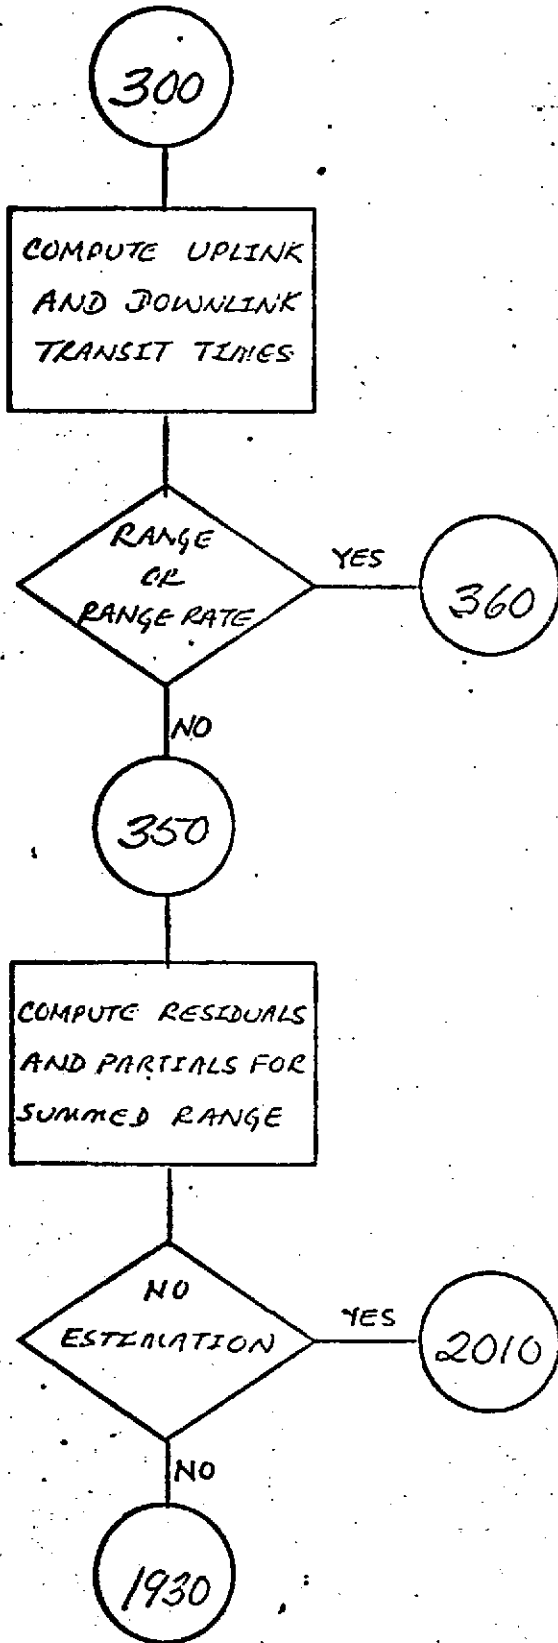 300
COMPUTE UPLINK
AND DOWNLINK
TRANSIT TIMES
RANGE
OR
RANGE RATE
YES
360
NO
350
COMPUTE RESIDUALS
AND PARTIALS FOR
SUMMED RANGE
NO
ESTIMATION
YES
2010
NO
1930